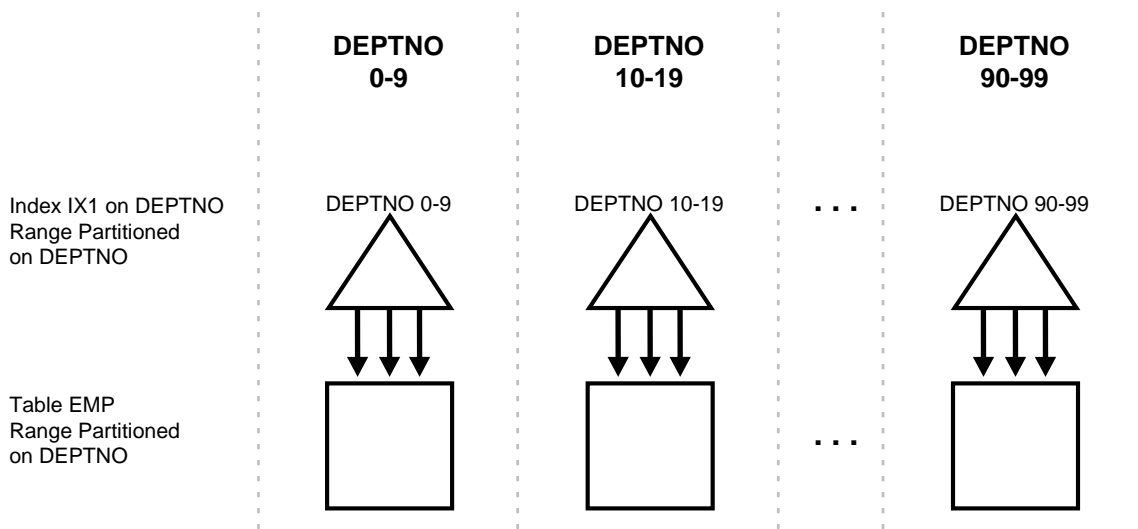 DEPTNO
0-9
DEPTNO
10-19
DEPTNO
90-99
Index IX1 on DEPTNO
Range Partitioned
on DEPTNO
DEPTNO 0-9
DEPTNO 10-19
. . .
DEPTNO 90-99
Table EMP
Range Partitioned
on DEPTNO
. . .